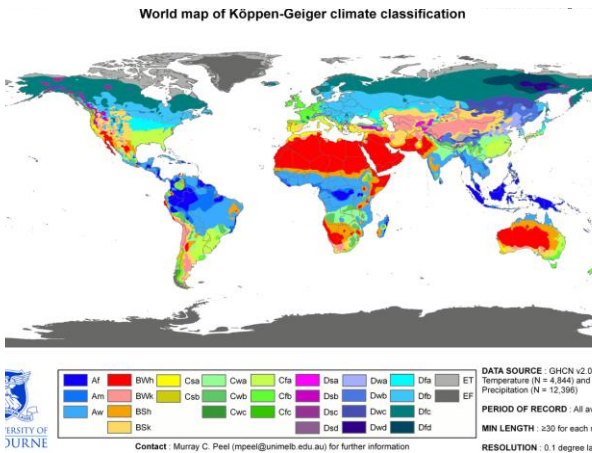 World map of Köppen-Geiger climate classification
Af
Am
Aw
BWh
BWk
BSh
BSk
Csa
Csb
Cwa
Cwb
Cwc
Cfa
Cfb
Cfc
Dsa
Dsb
Dsc
Dsd
Dwa
Dwb
Dwc
Dwd
Dfa
Dfb
Dfc
Dfd
ET
EF
DATA SOURCE : GHCN v2.0
Temperature (N = 4,844) and
Precipitation (N = 12,396)
PERIOD OF RECORD : All av
MIN LENGTH : ≥30 for each
RESOLUTION : 0.1 degree la
VERSITY OF
OURNE
Contact : Murray C. Peel (mpeel@unimelb.edu.au) for further information